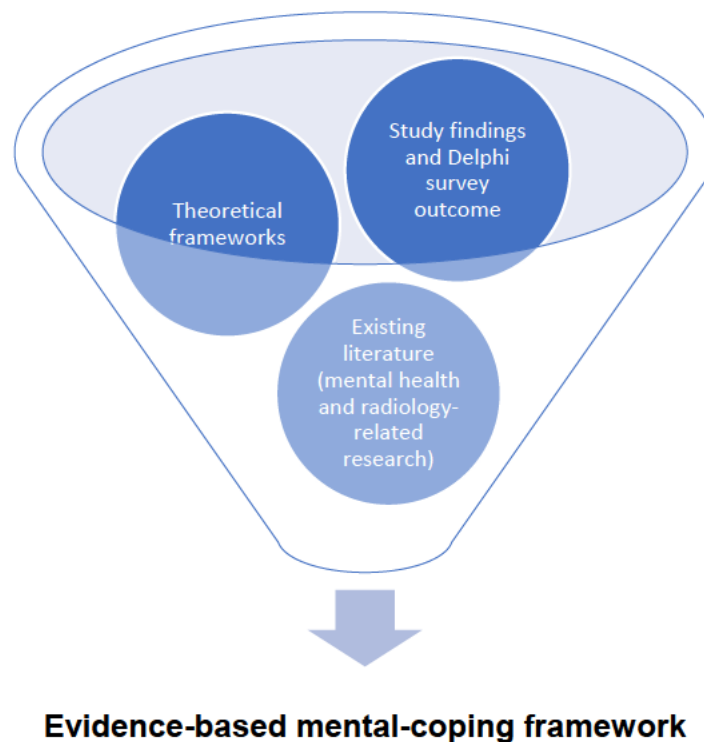 Study findings
and Delphi
survey
outcome
Theoretical
frameworks
Existing
literature
(mental health
and radiology-
related
research)
Evidence-based mental-coping framework